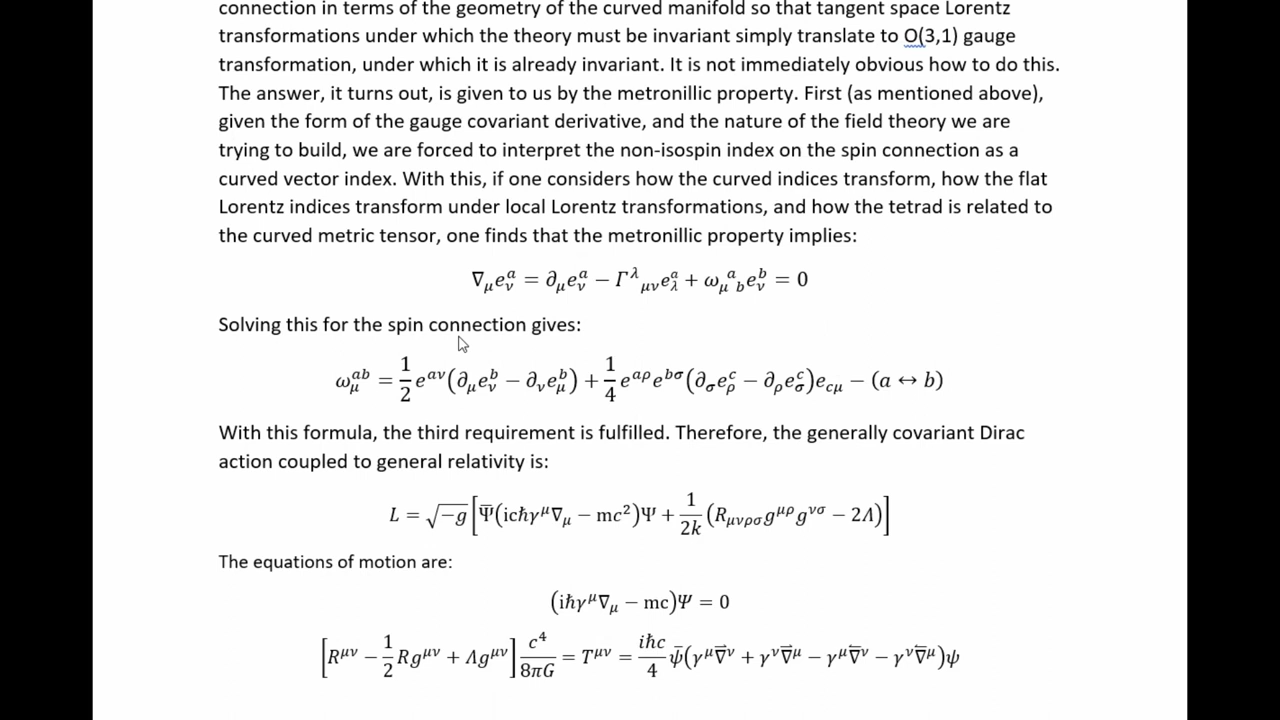 connection in terms of the geometry of the curved manifold so that tangent space Lorentz
transformations under which the theory must be invariant simply translate to O(3,1) gauge
transformation, under which it is already invariant. It is not immediately obvious how to do this.
The answer, it turns out, is given to us by the metronillic property. First (as mentioned above),
given the form of the gauge covariant derivative, and the nature of the field theory we are
trying to build, we are forced to interpret the non-isospin index on the spin connection as a
curved vector index. With this, if one considers how the curved indices transform, how the flat
Lorentz indices transform under local Lorentz transformations, and how the tetrad is related to
the curved metric tensor, one finds that the metronillic property implies:
∇_μ e_ν^a = ∂_μ e_ν^a − Γ^λ_{μν} e_λ^a + ω_μ{}^a{}_b e_ν^b = 0
Solving this for the spin connection gives:
ω_μ^{ab} = 1/2 e^{aν}(∂_μ e_ν^b − ∂_ν e_μ^b) + 1/4 e^{aρ} e^{bσ}(∂_σ e_ρ^c − ∂_ρ e_σ^c) e_{cμ} − (a ↔ b)
With this formula, the third requirement is fulfilled. Therefore, the generally covariant Dirac
action coupled to general relativity is:
L = √−g [Ψ̄(icħγ^μ ∇_μ − mc²)Ψ + 1/2k (R_{μνρσ} g^{μρ} g^{νσ} − 2Λ)]
The equations of motion are:
(iħγ^μ ∇_μ − mc)Ψ = 0
[R^{μν} − 1/2 Rg^{μν} + Λg^{μν}] c⁴/8πG = T^{μν} = iħc/4 ψ̄(γ^μ ∇⃗^ν + γ^ν ∇⃗^μ − γ^μ ∇⃖^ν − γ^ν ∇⃖^μ)ψ